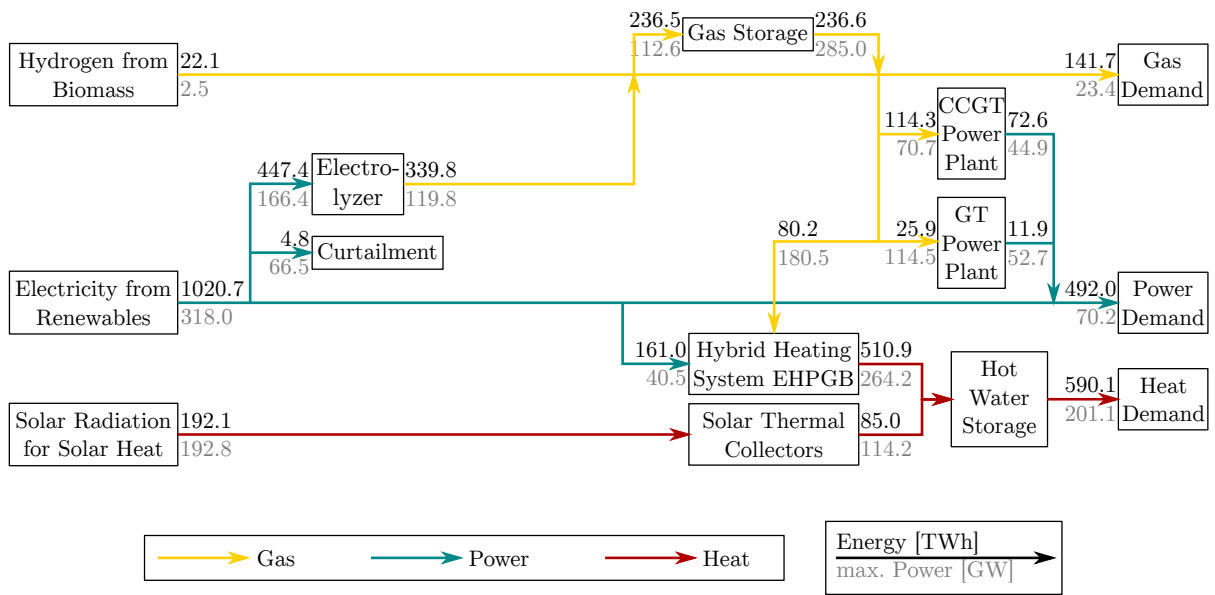 236.5
112.6
Gas Storage
236.6
285.0
Hydrogen from
Biomass
22.1
2.5
141.7
23.4
Gas
Demand
114.3
70.7
CCGT
Power
Plant
72.6
44.9
447.4
166.4
Electro-
lyzer
339.8
119.8
4.8
66.5
Curtailment
80.2
180.5
25.9
114.5
GT
Power
Plant
11.9
52.7
Electricity from
Renewables
1020.7
318.0
492.0
70.2
Power
Demand
161.0
40.5
Hybrid Heating
System EHPGB
510.9
264.2
Hot
Water
Storage
590.1
201.1
Heat
Demand
Solar Radiation
for Solar Heat
192.1
192.8
Solar Thermal
Collectors
85.0
114.2
Gas
Power
Heat
Energy [TWh]
max. Power [GW]